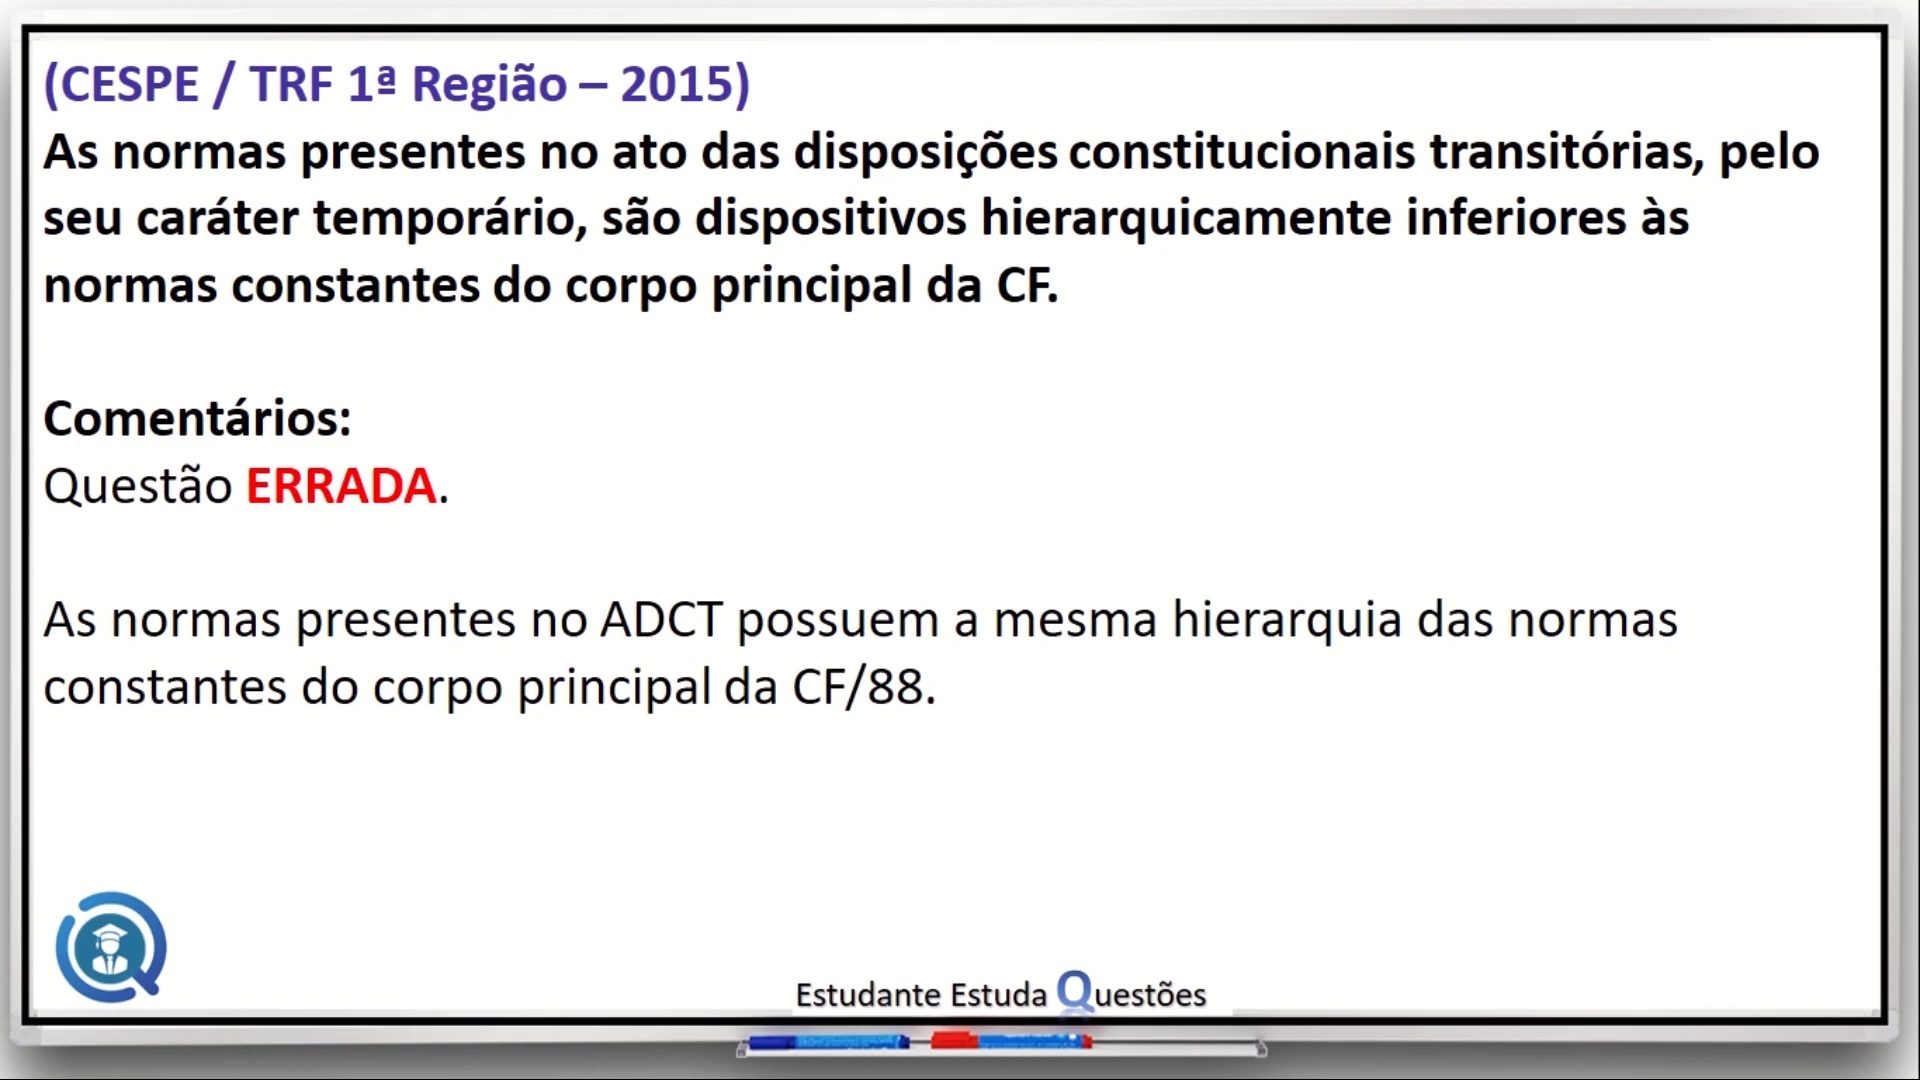 (CESPE / TRF 1ª Região – 2015)
As normas presentes no ato das disposições constitucionais transitórias, pelo
seu caráter temporário, são dispositivos hierarquicamente inferiores às
normas constantes do corpo principal da CF.
Comentários:
Questão ERRADA.
As normas presentes no ADCT possuem a mesma hierarquia das normas
constantes do corpo principal da CF/88.
Estudante Estuda Questões